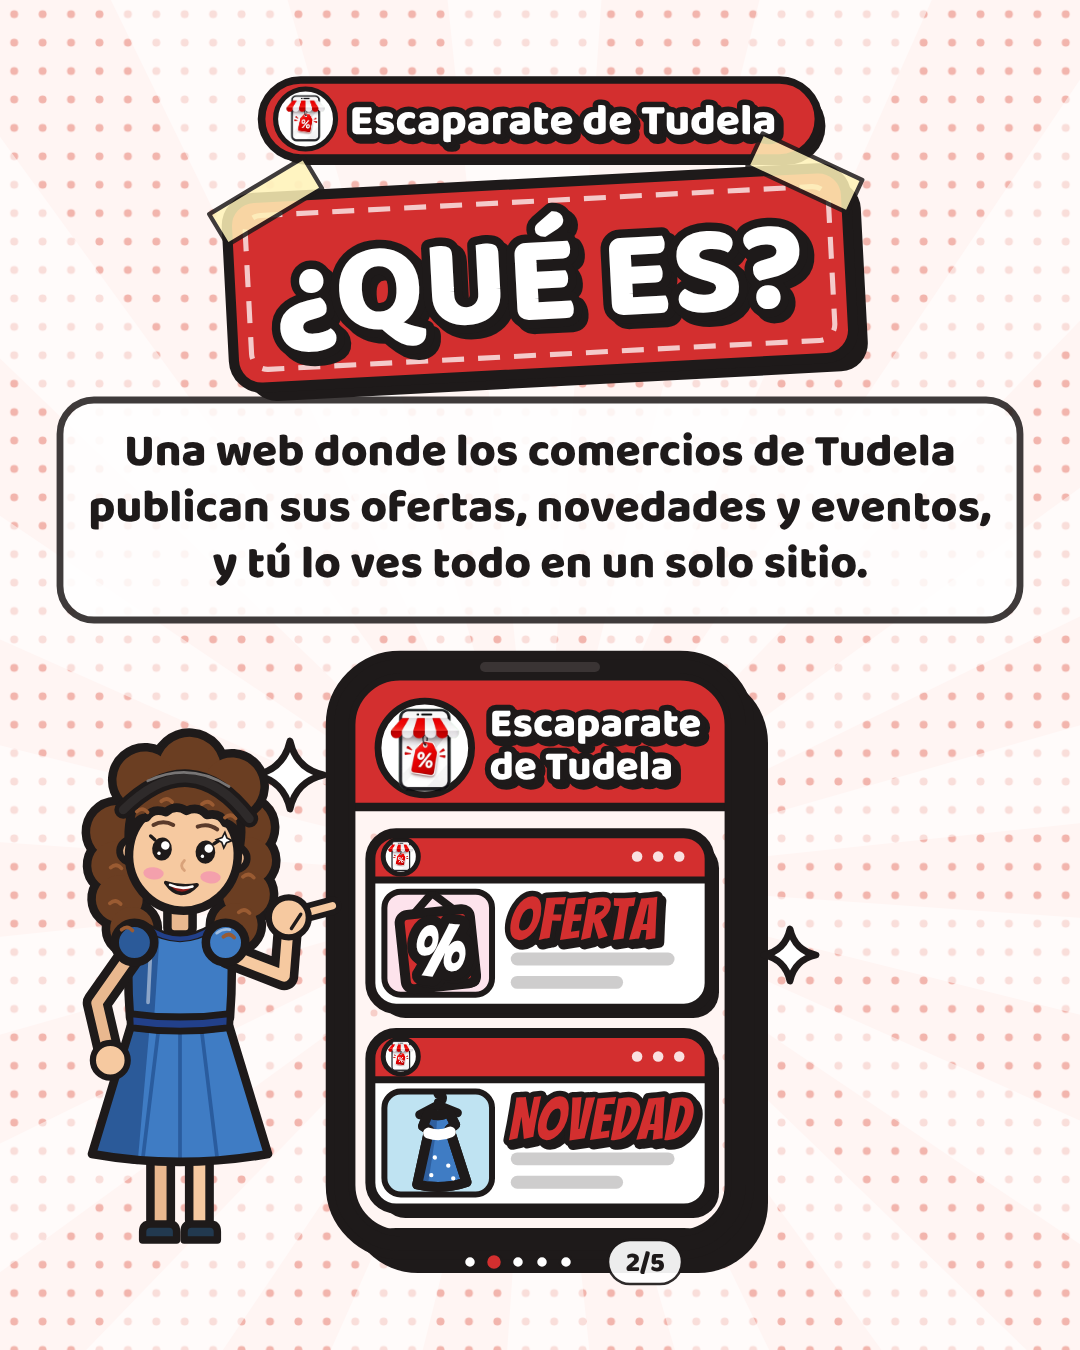 Escaparate de Tudela
¿QUÉ ES?
Una web donde los comercios de Tudela
publican sus ofertas, novedades y eventos,
y tú lo ves todo en un solo sitio.
%
Escaparate
de Tudela
%
%
OFERTA
%
%
NOVEDAD
2/5